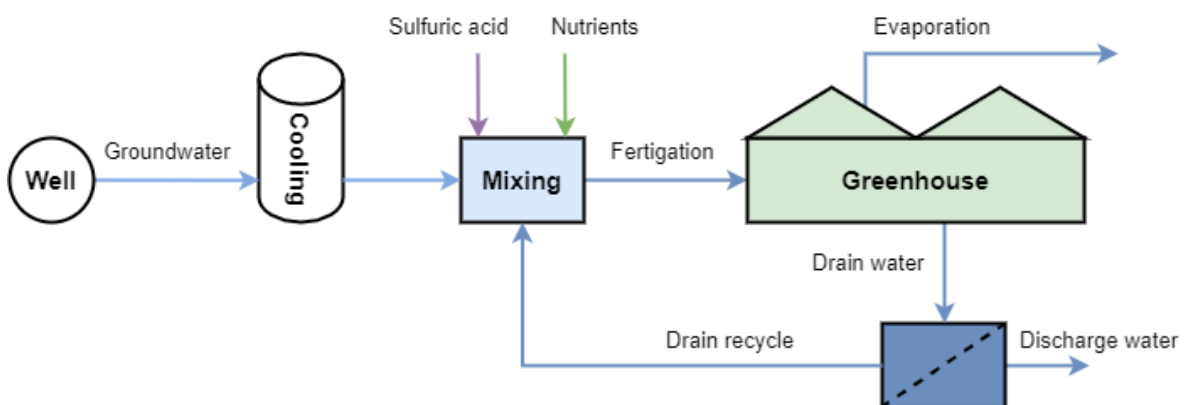 Sulfuric acid
Nutrients
Evaporation
Well
Groundwater
Cooling
Mixing
Fertigation
Greenhouse
Drain water
Drain recycle
Discharge water